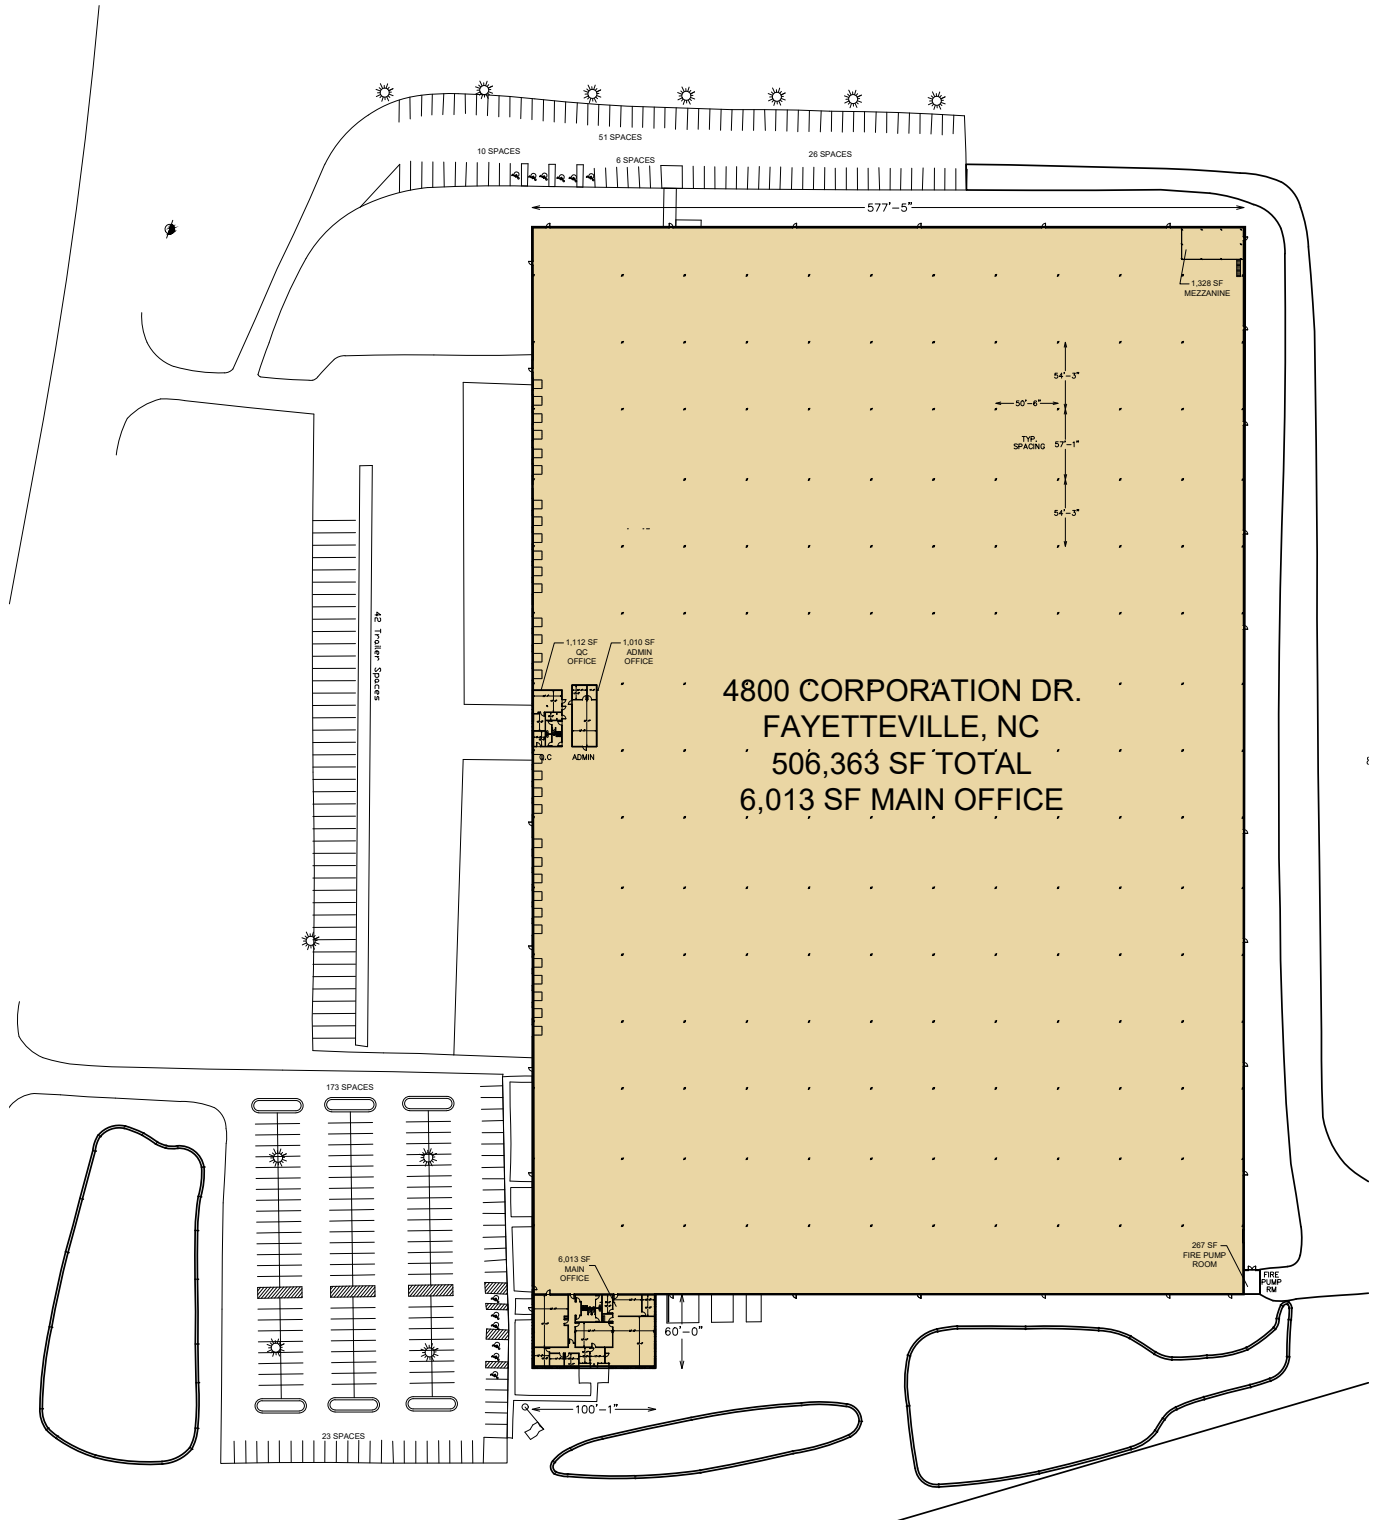 51 SPACES
10 SPACES
6 SPACES
26 SPACES
577'-5"
1,328 SF
MEZZANINE
54'-3"
50'-6"
TYP.
SPACING
57'-1"
54'-3"
42 Trailer Spaces
1,112 SF
QC
OFFICE
1,010 SF
ADMIN
OFFICE
Q.C
ADMIN
4800 CORPORATION DR.
FAYETTEVILLE, NC
506,363 SF TOTAL
6,013 SF MAIN OFFICE
173 SPACES
6,013 SF
MAIN
OFFICE
267 SF
FIRE PUMP
ROOM
FIRE
PUMP
RM
60'-0"
100'-1"
23 SPACES